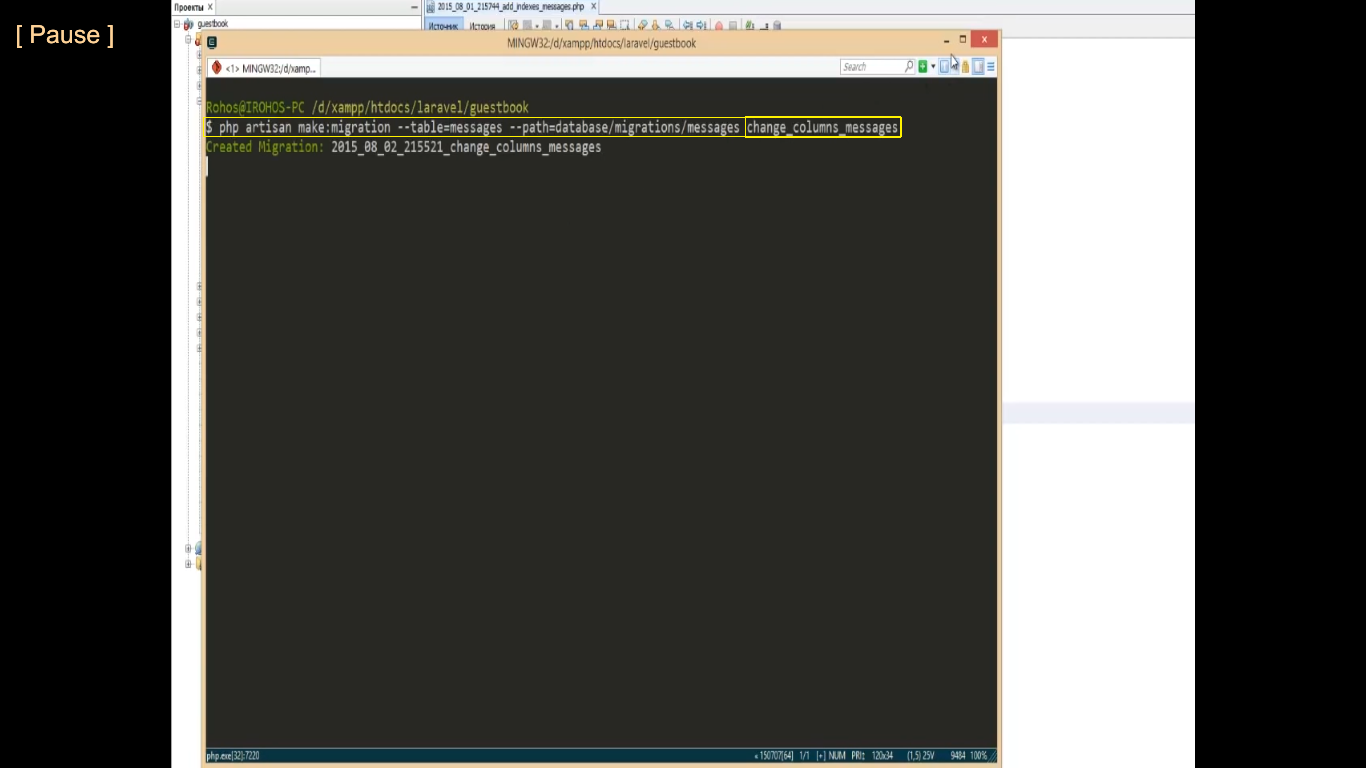 [ Pause ]
Проекты X
2015_08_01_215744_add_indexes_messages.php
guestbook
Источник История
MINGW32:/d/xampp/htdocs/laravel/guestbook
<1> MINGW32:/d/xamp...
Search
Rohos@IROHOS-PC /d/xampp/htdocs/laravel/guestbook
$ php artisan make:migration --table=messages --path=database/migrations/messages change_columns_messages
Created Migration: 2015_08_02_215521_change_columns_messages
php.exe[32]:7220
« 150707[64] 1/1 [+] NUM PRI: 120x34 (1,5) 25V 9484 100%